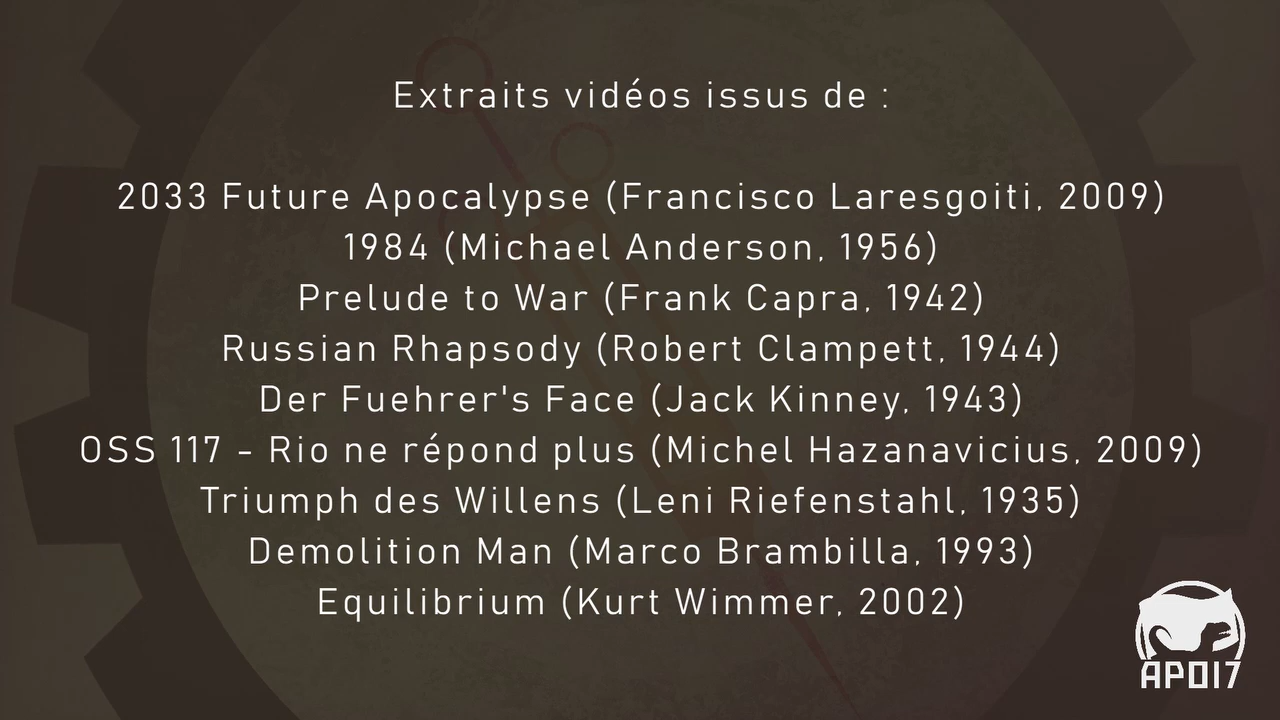 Extraits vidéos issus de :
2033 Future Apocalypse (Francisco Laresgoiti, 2009)
1984 (Michael Anderson, 1956)
Prelude to War (Frank Capra, 1942)
Russian Rhapsody (Robert Clampett, 1944)
Der Fuehrer's Face (Jack Kinney, 1943)
OSS 117 - Rio ne répond plus (Michel Hazanavicius, 2009)
Triumph des Willens (Leni Riefenstahl, 1935)
Demolition Man (Marco Brambilla, 1993)
Equilibrium (Kurt Wimmer, 2002)
APO17